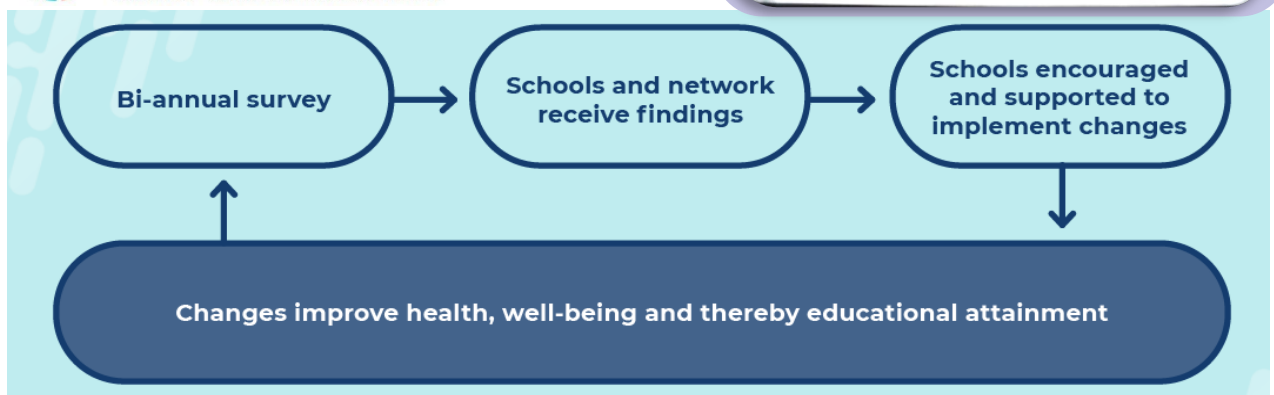 Bi-annual survey
Schools and network
receive findings
Schools encouraged
and supported to
implement changes
Changes improve health, well-being and thereby educational attainment